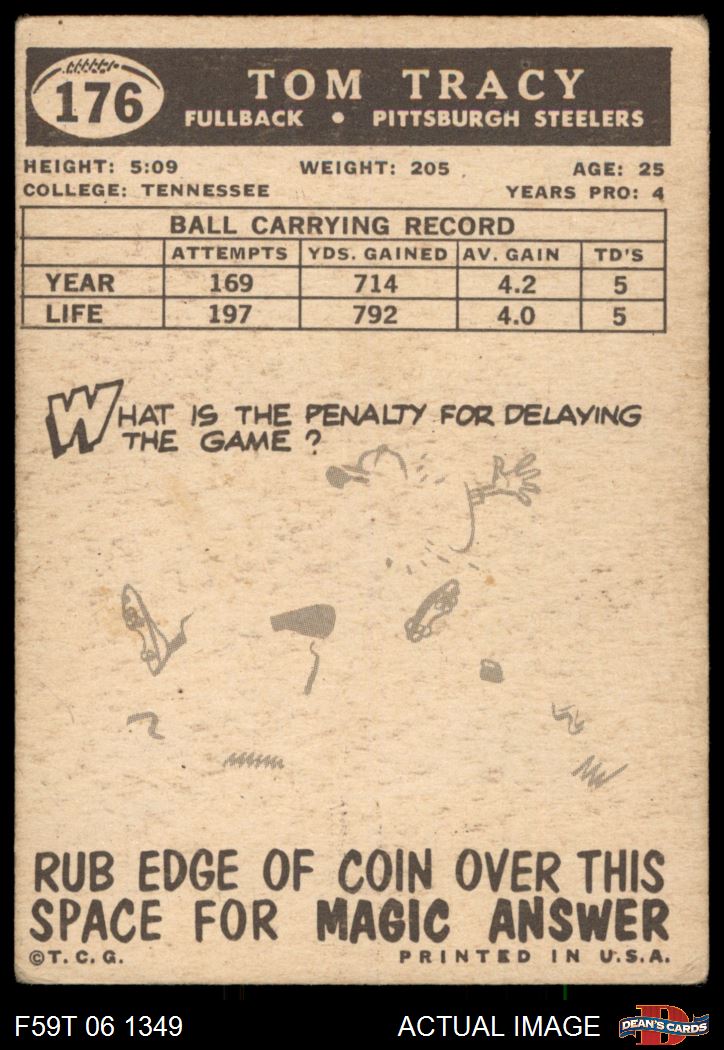 176
TOM TRACY
FULLBACK • PITTSBURGH STEELERS
HEIGHT: 5:09 WEIGHT: 205 AGE: 25
COLLEGE: TENNESSEE YEARS PRO: 4
BALL CARRYING RECORD
ATTEMPTS YDS. GAINED AV. GAIN TD'S
YEAR 169 714 4.2 5
LIFE 197 792 4.0 5
WHAT IS THE PENALTY FOR DELAYING
THE GAME?
RUB EDGE OF COIN OVER THIS
SPACE FOR MAGIC ANSWER
©T.C.G. PRINTED IN U.S.A.
F59T 06 1349 ACTUAL IMAGE D DEAN'S CARDS